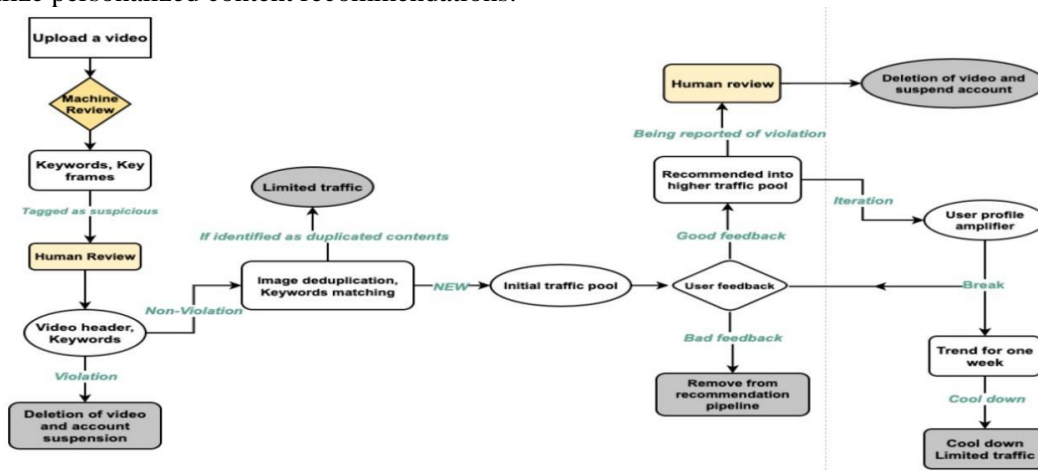 personalized content recommendations.
Upload a video
Machine
Review
Keywords, Key
frames
Tagged as suspicious
Human Review
Video header,
Keywords
Violation
Deletion of video
and account
suspension
Non-Violation
Limited traffic
If identified as duplicated contents
Image deduplication,
Keywords matching
NEW
Initial traffic pool
Human review
Being reported of violation
Recommended into
higher traffic pool
Good feedback
User feedback
Bad feedback
Remove from
recommendation
pipeline
Deletion of video and
suspend account
Iteration
User profile
amplifier
Break
Trend for one
week
Cool down
Cool down
Limited traffic